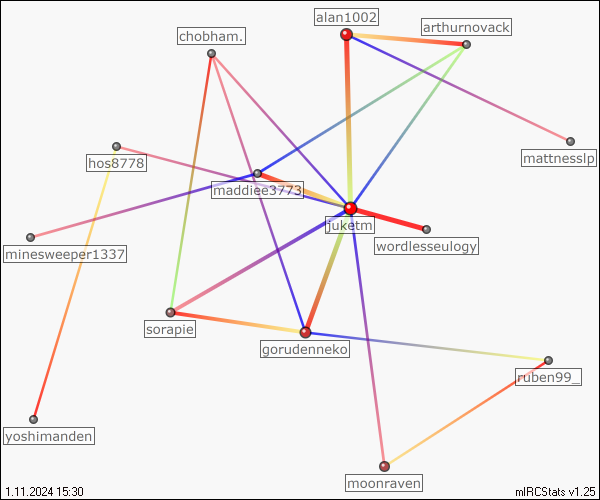 alan1002
arthurnovack
chobham.
mattnesslp
hos8778
maddiee3773
juketm
wordlesseulogy
minesweeper1337
sorapie
gorudenneko
ruben99_
yoshimanden
moonraven
1.11.2024 15:30
mIRCStats v1.25